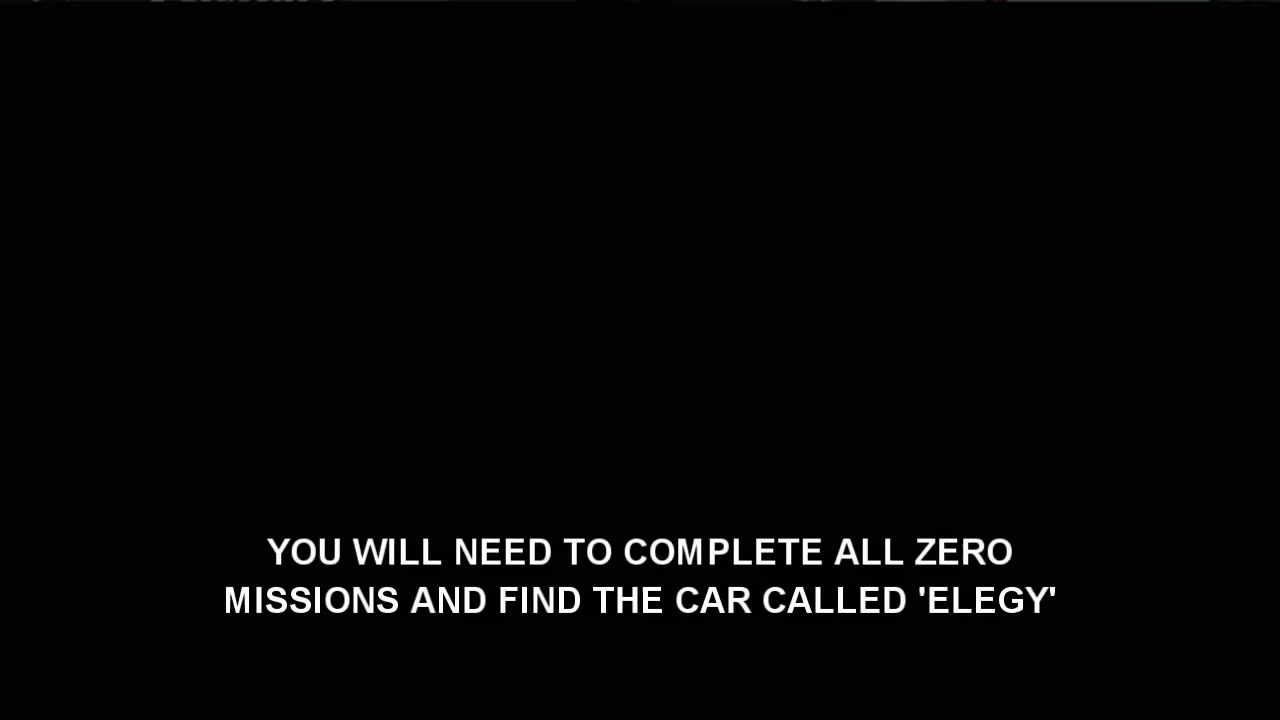 YOU WILL NEED TO COMPLETE ALL ZERO
MISSIONS AND FIND THE CAR CALLED 'ELEGY'